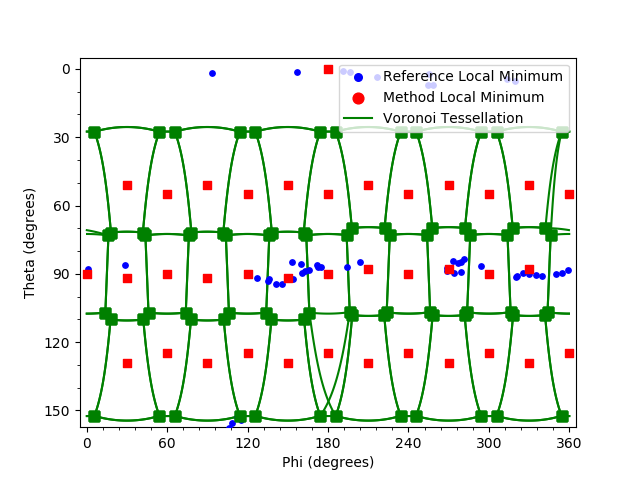 Reference Local Minimum
Method Local Minimum
Voronoi Tessellation
0
30
60
90
120
150
Theta (degrees)
0
60
120
180
240
300
360
Phi (degrees)